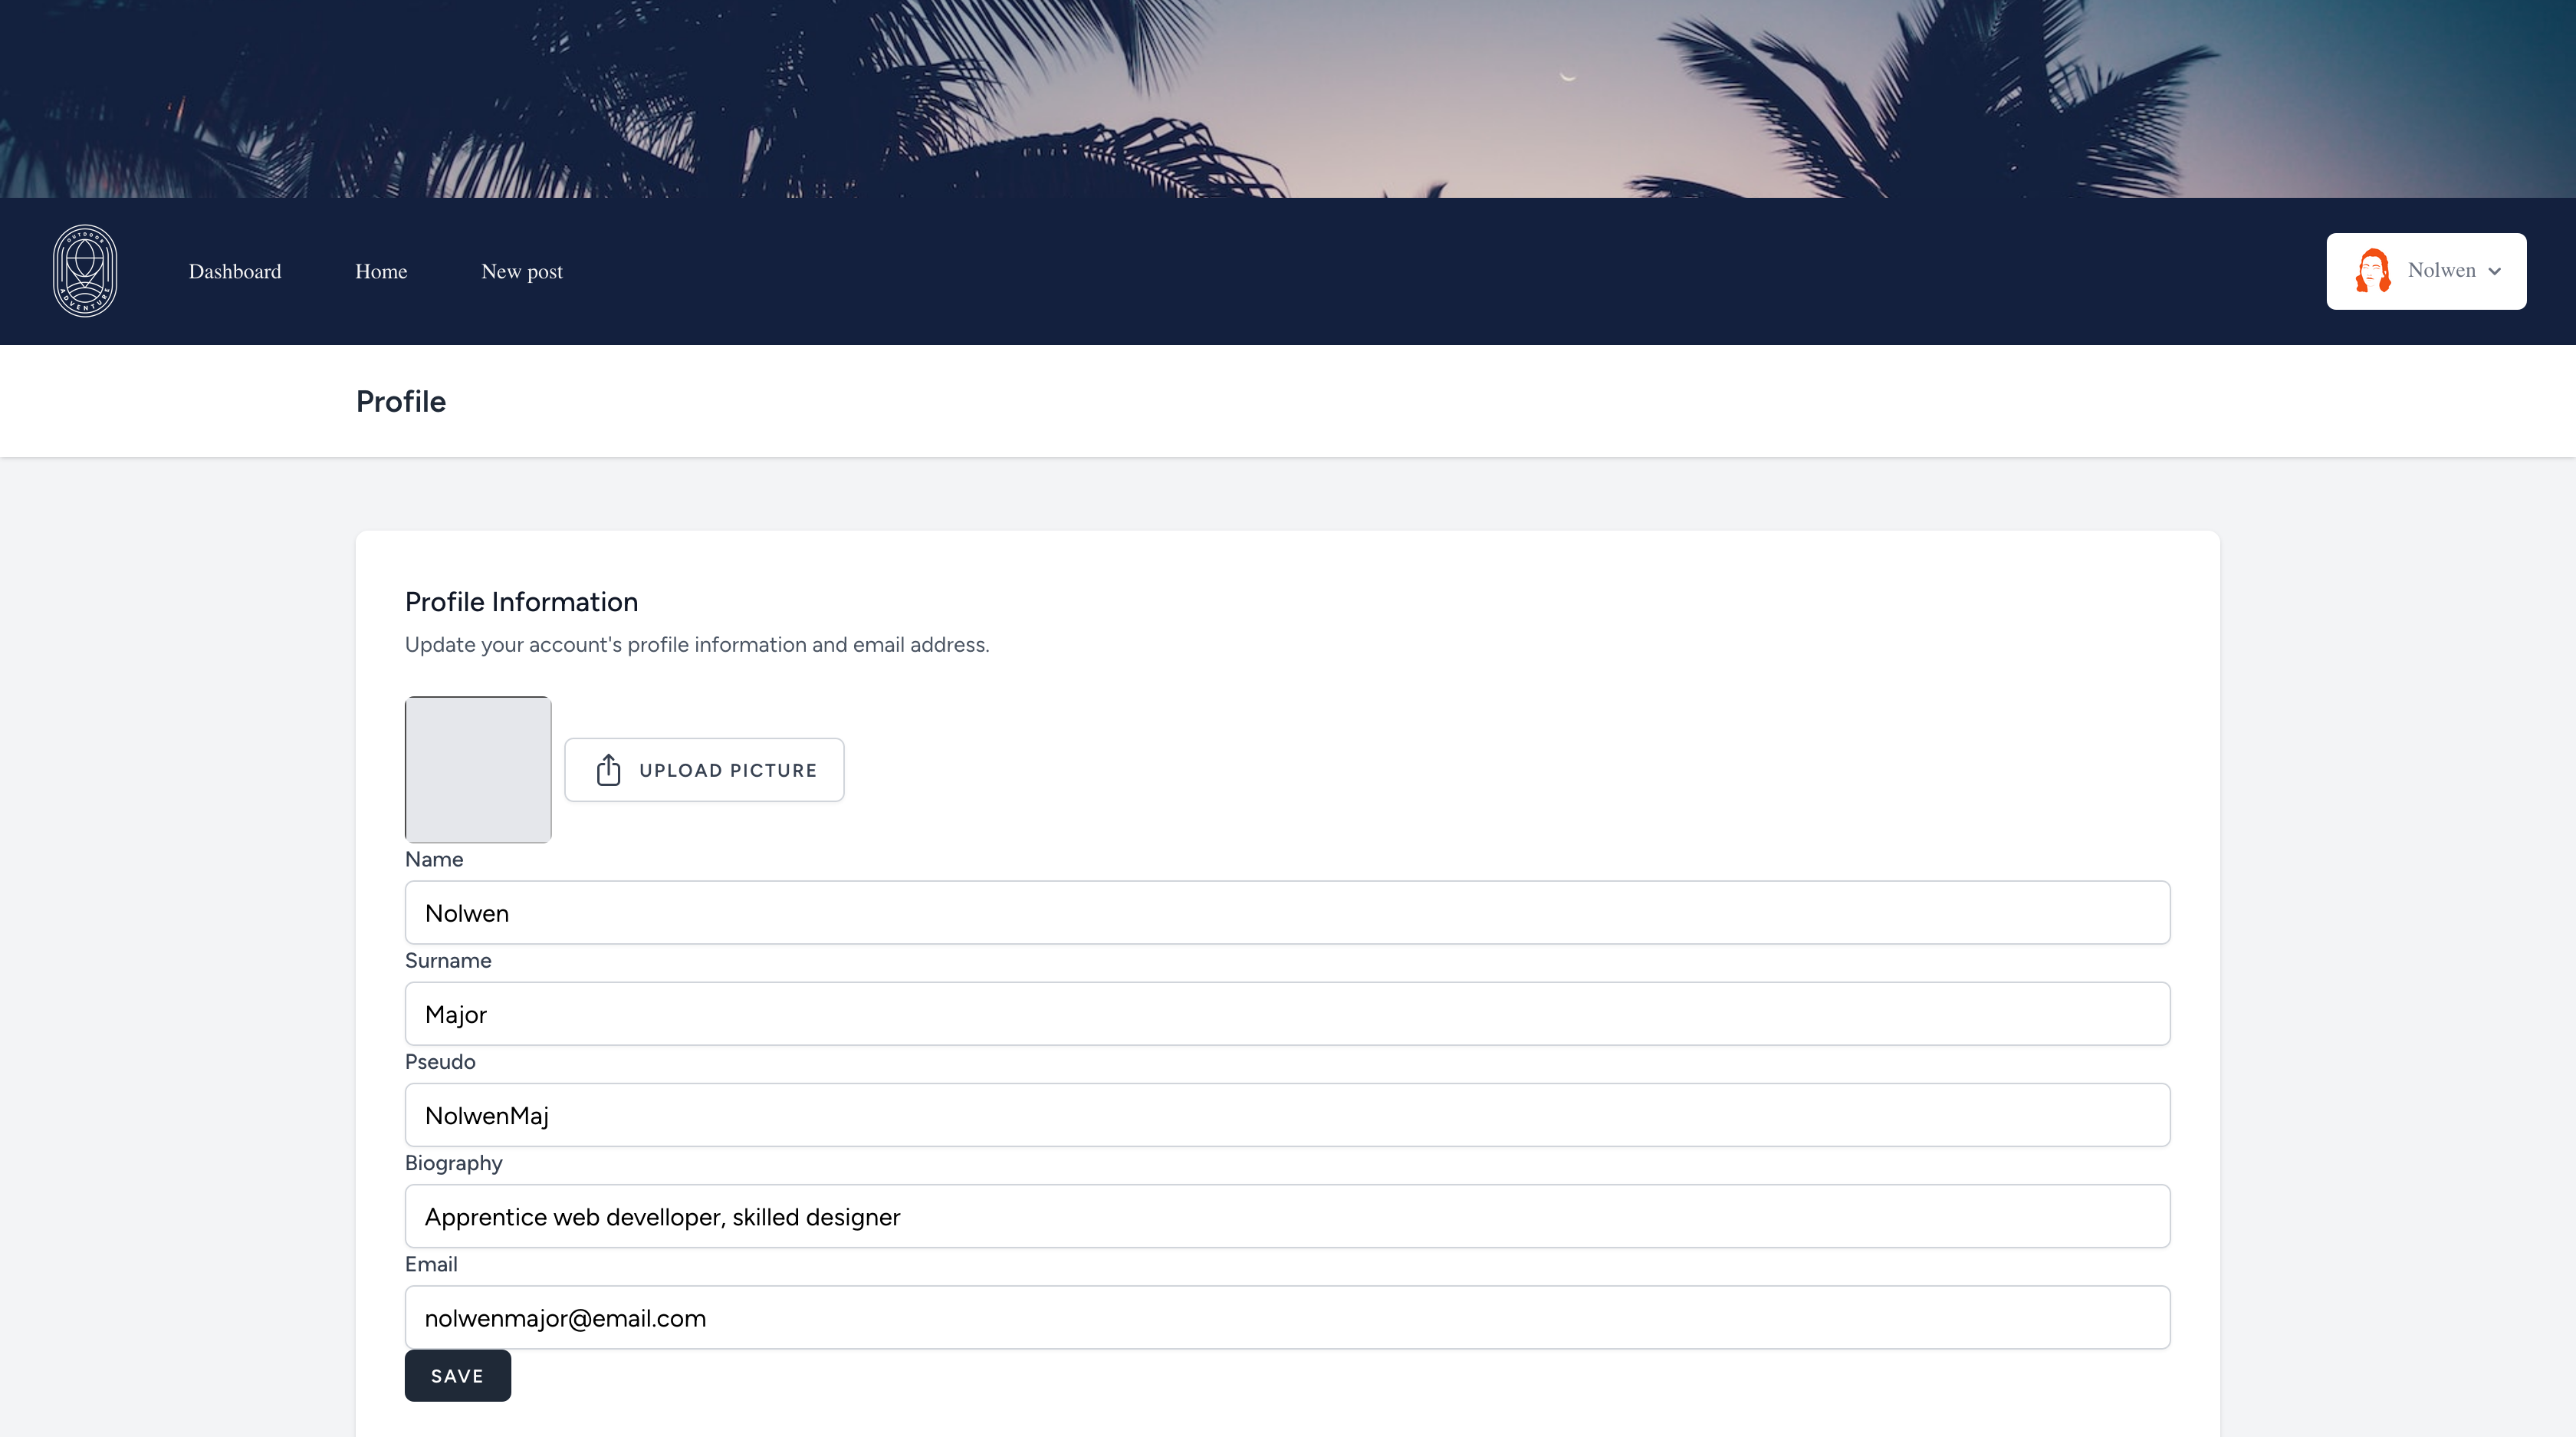 OUTDOOR
ADVENTURE
Dashboard
Home
New post
Nolwen
Profile
Profile Information
Update your account's profile information and email address.
UPLOAD PICTURE
Name
Nolwen
Surname
Major
Pseudo
NolwenMaj
Biography
Apprentice web develloper, skilled designer
Email
nolwenmajor@email.com
SAVE